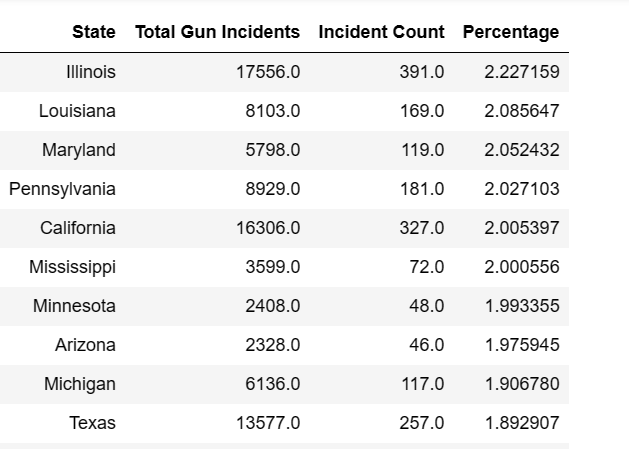 State Total Gun Incidents Incident Count Percentage
Illinois 17556.0 391.0 2.227159
Louisiana 8103.0 169.0 2.085647
Maryland 5798.0 119.0 2.052432
Pennsylvania 8929.0 181.0 2.027103
California 16306.0 327.0 2.005397
Mississippi 3599.0 72.0 2.000556
Minnesota 2408.0 48.0 1.993355
Arizona 2328.0 46.0 1.975945
Michigan 6136.0 117.0 1.906780
Texas 13577.0 257.0 1.892907